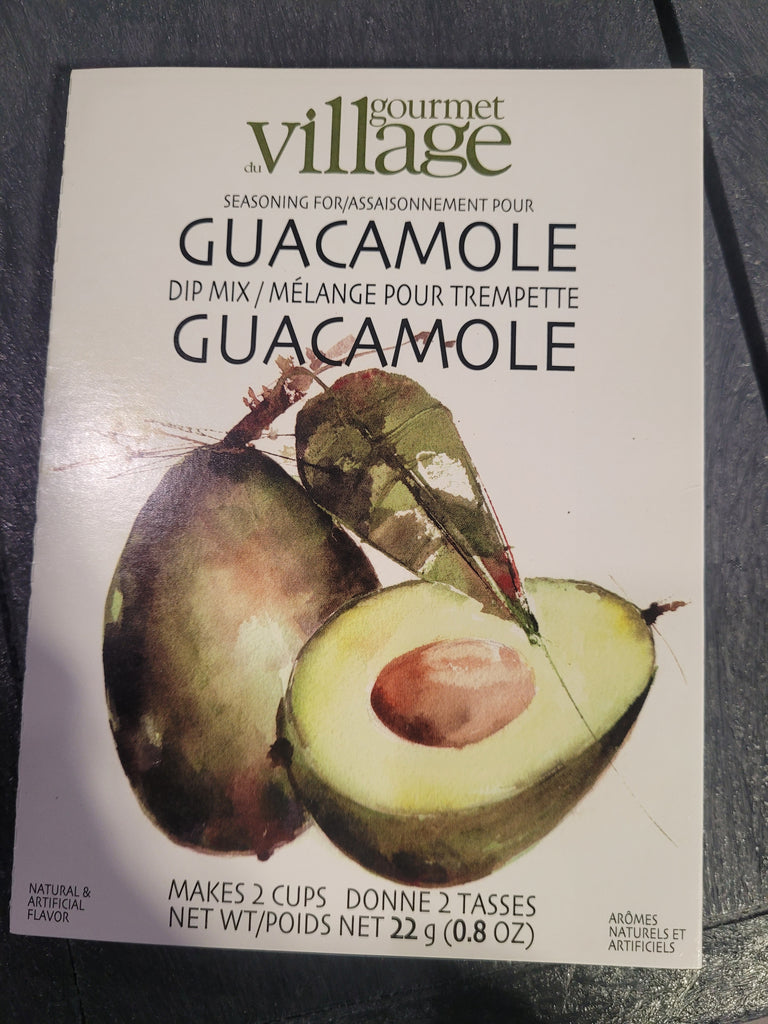 gourmet
du village
SEASONING FOR/ASSAISONNEMENT POUR
GUACAMOLE
DIP MIX / MÉLANGE POUR TREMPETTE
GUACAMOLE
NATURAL &
ARTIFICIAL
FLAVOR
MAKES 2 CUPS DONNE 2 TASSES
NET WT/POIDS NET 22 g (0.8 OZ)
ARÔMES
NATURELS ET
ARTIFICIELS